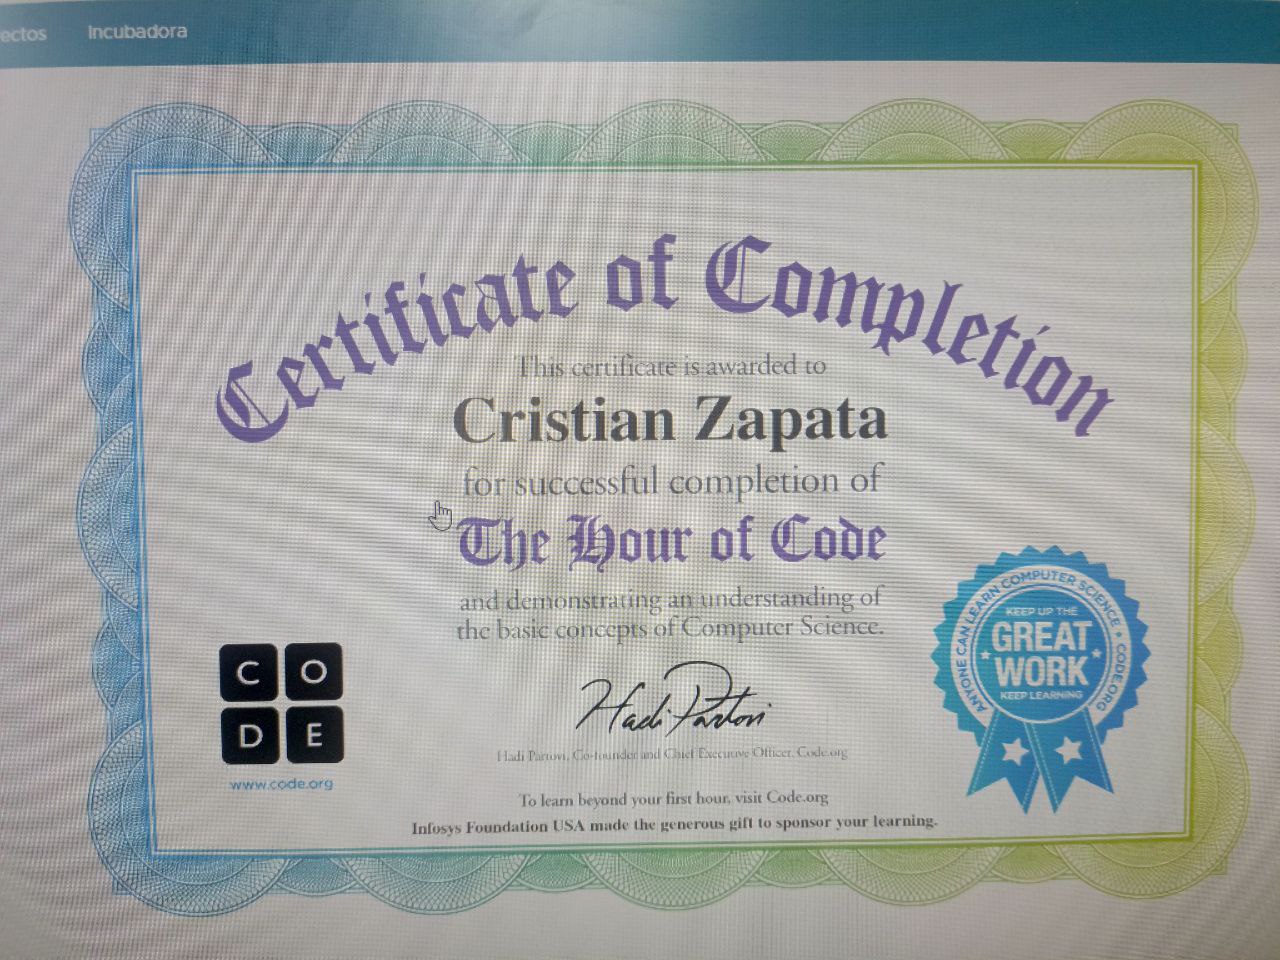 ectos Incubadora
Certificate of Completion
This certificate is awarded to
Cristian Zapata
for successful completion of
The Hour of Code
and demonstrating an understanding of
the basic concepts of Computer Science.
C O
D E
www.code.org
Hadi Partovi
Hadi Partovi, Co-founder and Chief Executive Officer, Code.org
To learn beyond your first hour, visit Code.org
Infosys Foundation USA made the generous gift to sponsor your learning.
ANYONE CAN LEARN COMPUTER SCIENCE • CODE.ORG
KEEP UP THE
GREAT
WORK
KEEP LEARNING